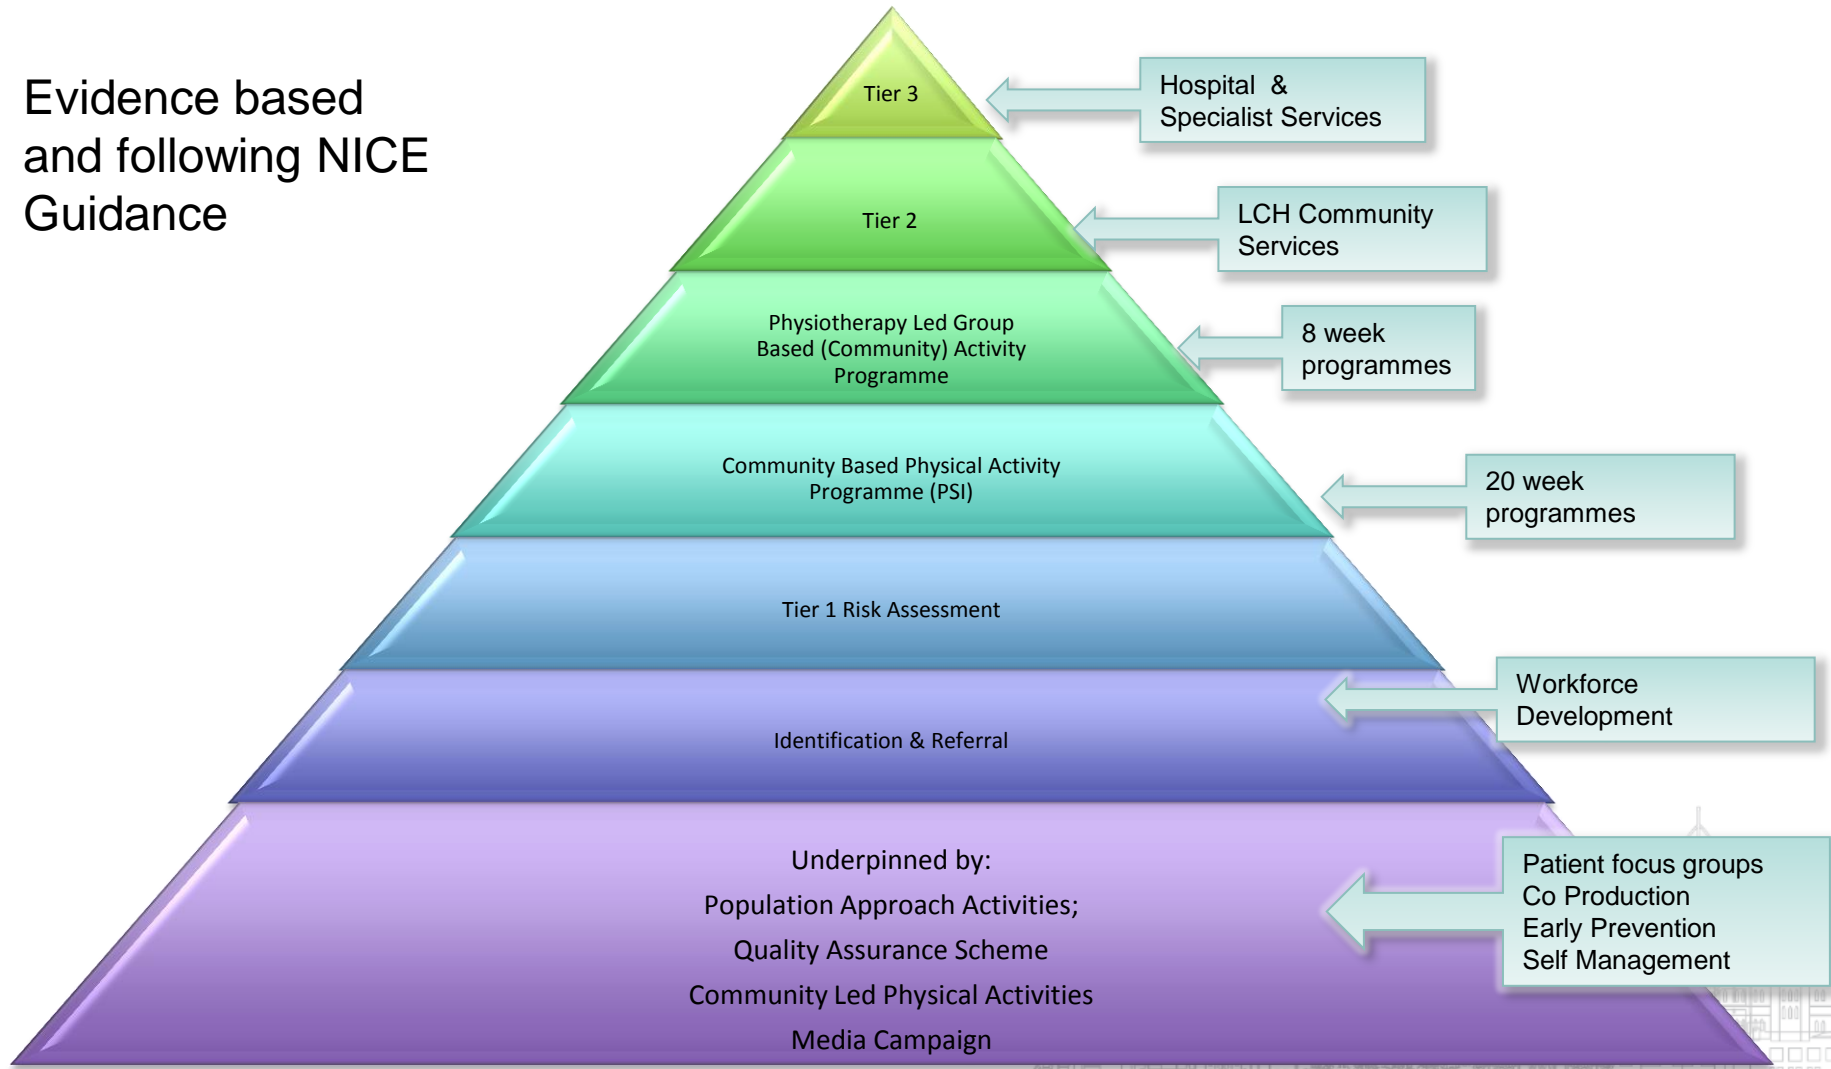 Evidence based
and following NICE
Guidance
Tier 3
Hospital &
Specialist Services
Tier 2
LCH Community
Services
Physiotherapy Led Group
Based (Community) Activity
Programme
8 week
programmes
Community Based Physical Activity
Programme (PSI)
20 week
programmes
Tier 1 Risk Assessment
Identification & Referral
Workforce
Development
Underpinned by:
Population Approach Activities;
Quality Assurance Scheme
Community Led Physical Activities
Media Campaign
Patient focus groups
Co Production
Early Prevention
Self Management